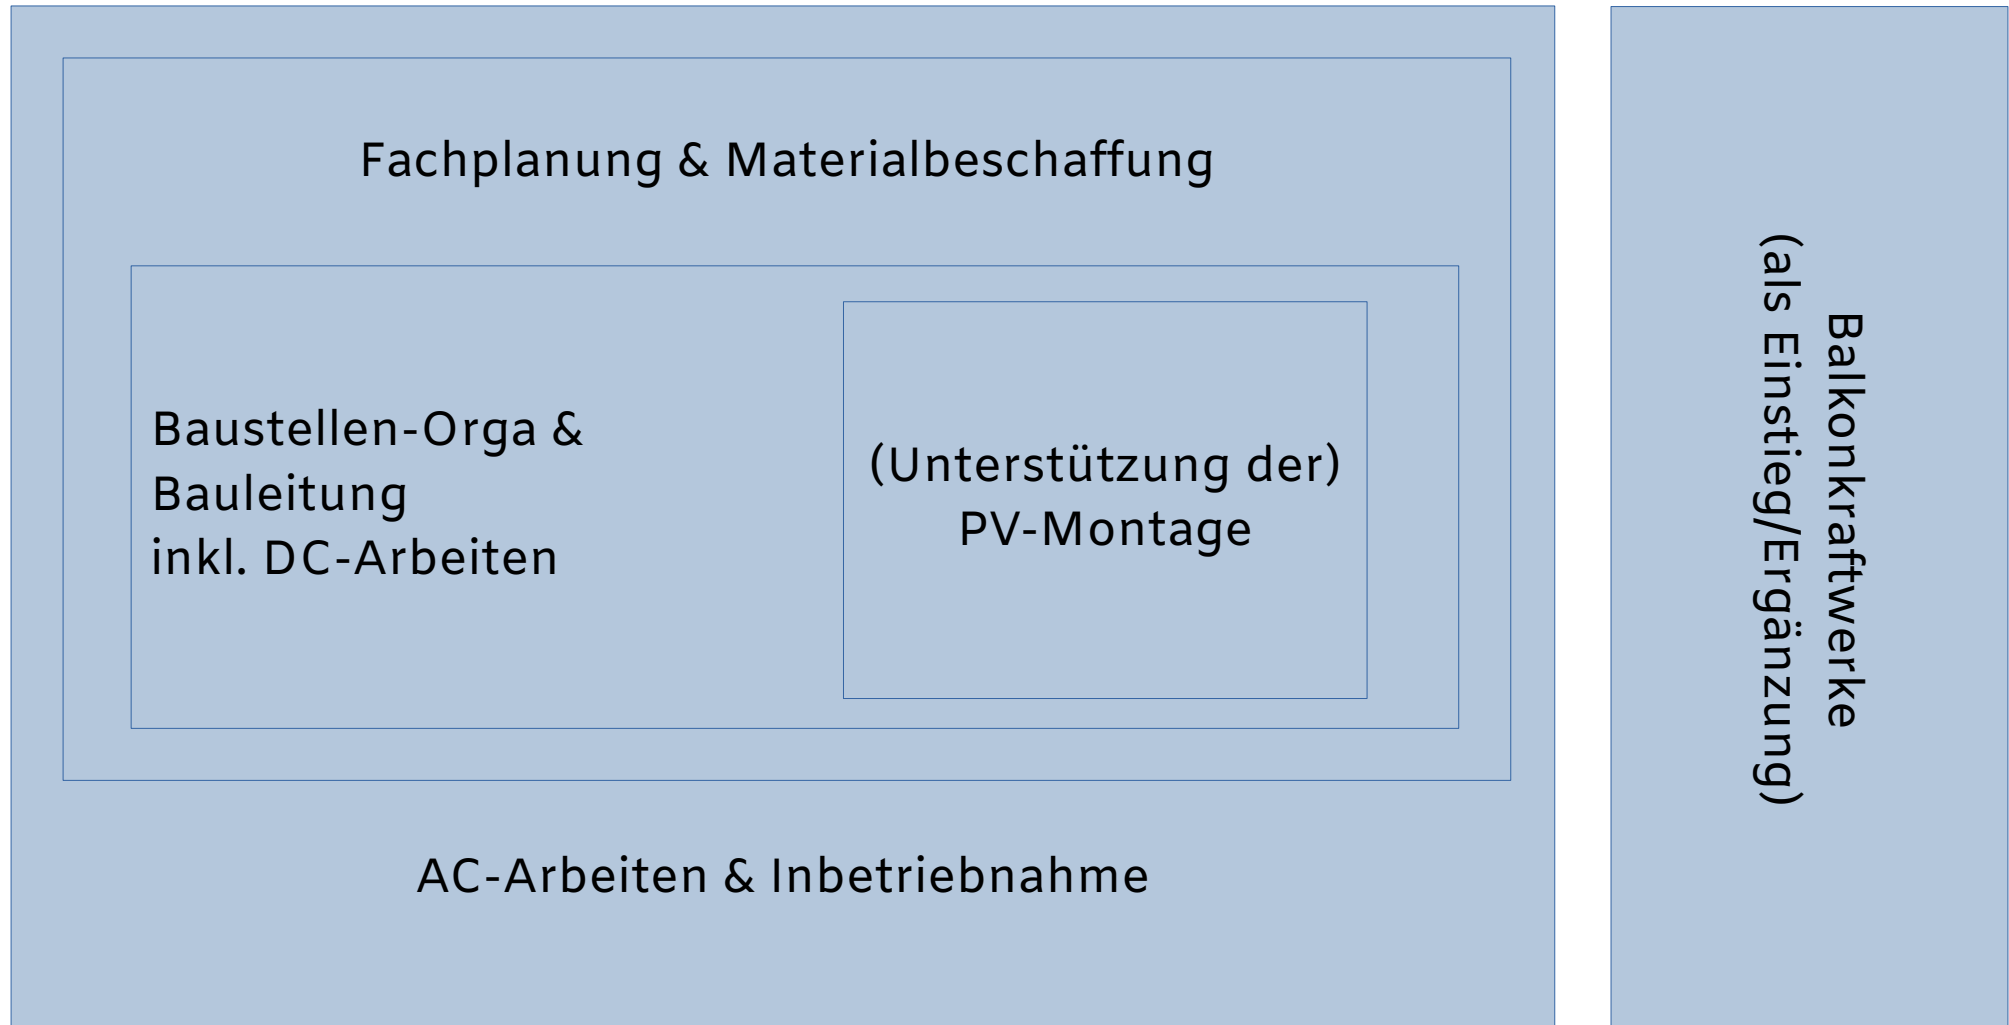 Fachplanung & Materialbeschaffung
Baustellen-Orga &
Bauleitung
inkl. DC-Arbeiten
(Unterstützung der)
PV-Montage
AC-Arbeiten & Inbetriebnahme
Balkonkraftwerke
(als Einstieg/Ergänzung)